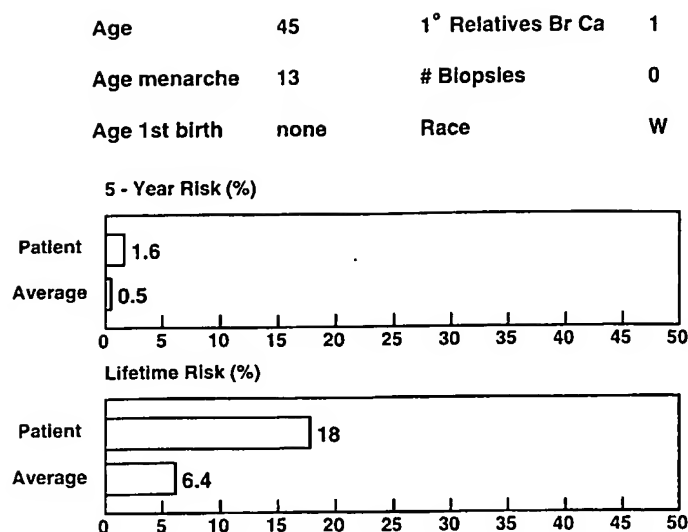 Age 45 1° Relatives Br Ca 1
Age menarche 13 # Biopsies 0
Age 1st birth none Race W
5 - Year Risk (%)
Patient 1.6
Average 0.5
0 5 10 15 20 25 30 35 40 45 50
Lifetime Risk (%)
Patient 18
Average 6.4
0 5 10 15 20 25 30 35 40 45 50